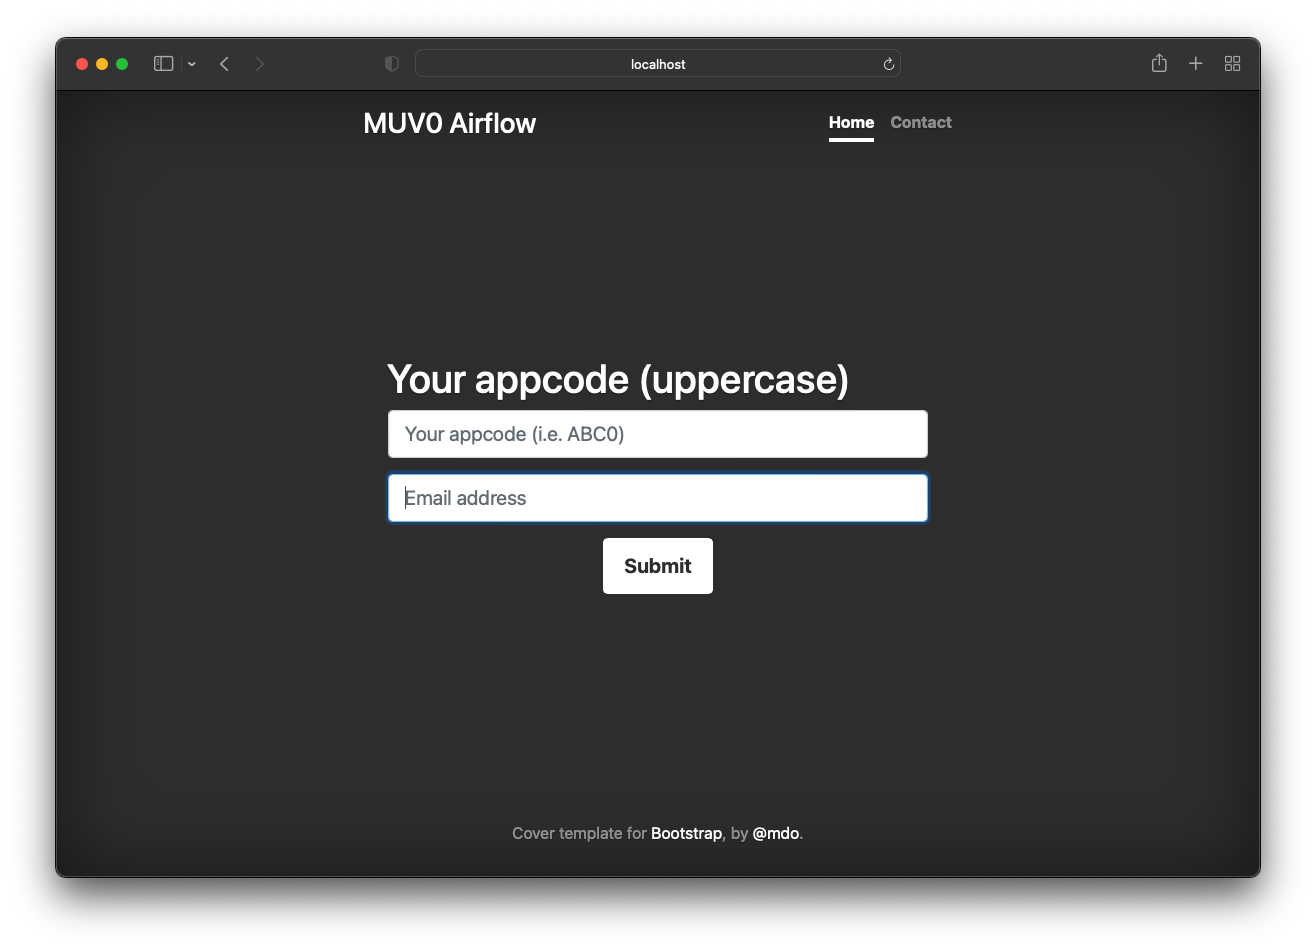 localhost
MUV0 Airflow
Home Contact
Your appcode (uppercase)
Your appcode (i.e. ABC0)
Email address
Submit
Cover template for Bootstrap, by @mdo.